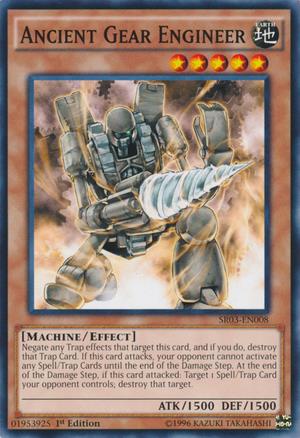 ANCIENT GEAR ENGINEER
EARTH
地
SR03-EN008
[MACHINE/EFFECT]
Negate any Trap effects that target this card, and if you do, destroy
that Trap Card. If this card attacks, your opponent cannot activate
any Spell/Trap Cards until the end of the Damage Step. At the end
of the Damage Step, if this card attacked: Target 1 Spell/Trap Card
your opponent controls; destroy that target.
ATK/1500 DEF/1500
01953925 1st Edition ©1996 KAZUKI TAKAHASHI